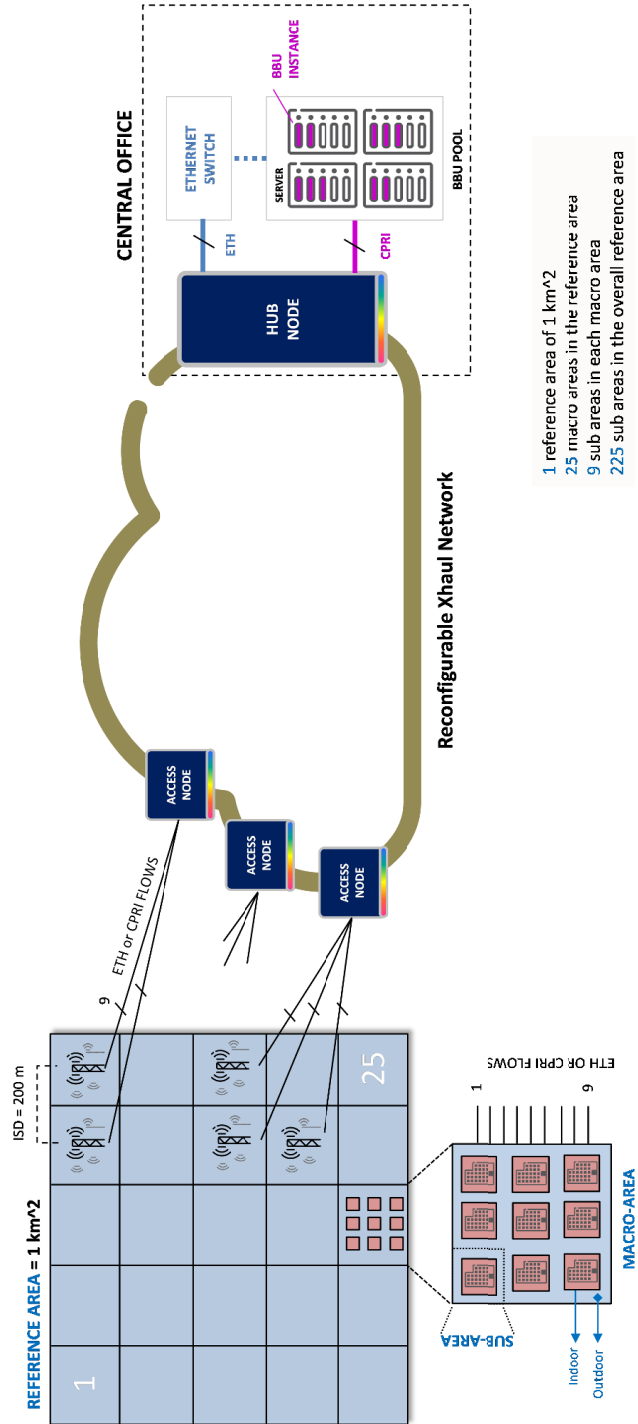 REFERENCE AREA = 1 km^2
ISD = 200 m
1
25
9
ETH or CPRI FLOWS
ACCESS
NODE
ACCESS
NODE
ACCESS
NODE
Reconfigurable Xhaul Network
CENTRAL OFFICE
HUB
NODE
ETH
CPRI
ETHERNET
SWITCH
SERVER
BBU
INSTANCE
BBU POOL
SUB-AREA
Indoor
Outdoor
MACRO-AREA
1
9
ETH OR CPRI FLOWS
1 reference area of 1 km^2
25 macro areas in the reference area
9 sub areas in each macro area
225 sub areas in the overall reference area